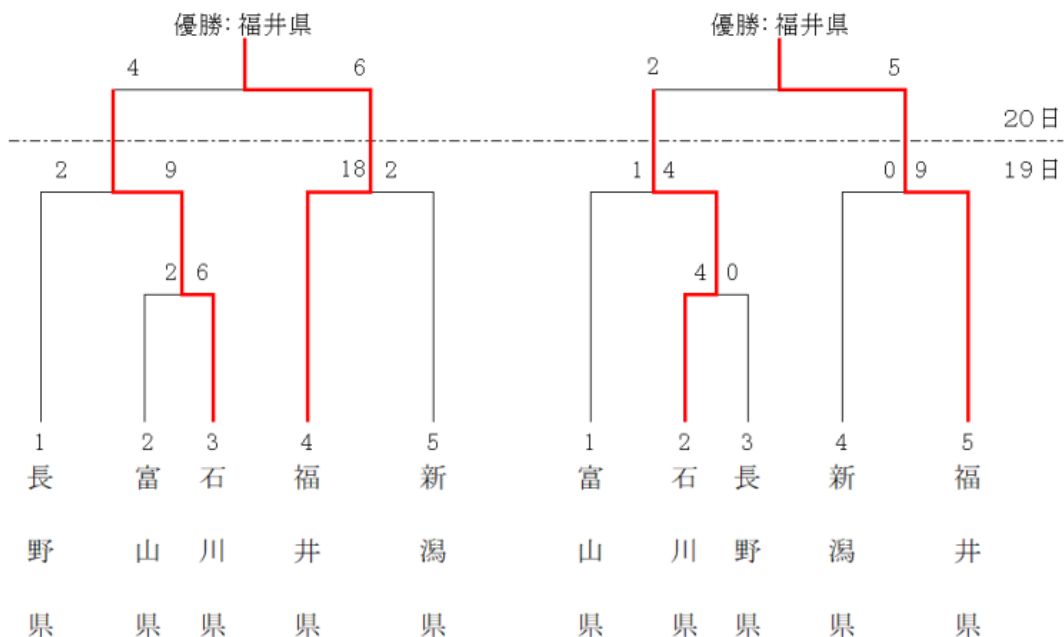 優勝:福井県 優勝:福井県
4 6 2 5
20日
2 9 18 2 1 4 0 9 19日
2 6 4 0
1 2 3 4 5 1 2 3 4 5
長野県
富山県
石川県
福井県
新潟県
富山県
石川県
長野県
新潟県
福井県